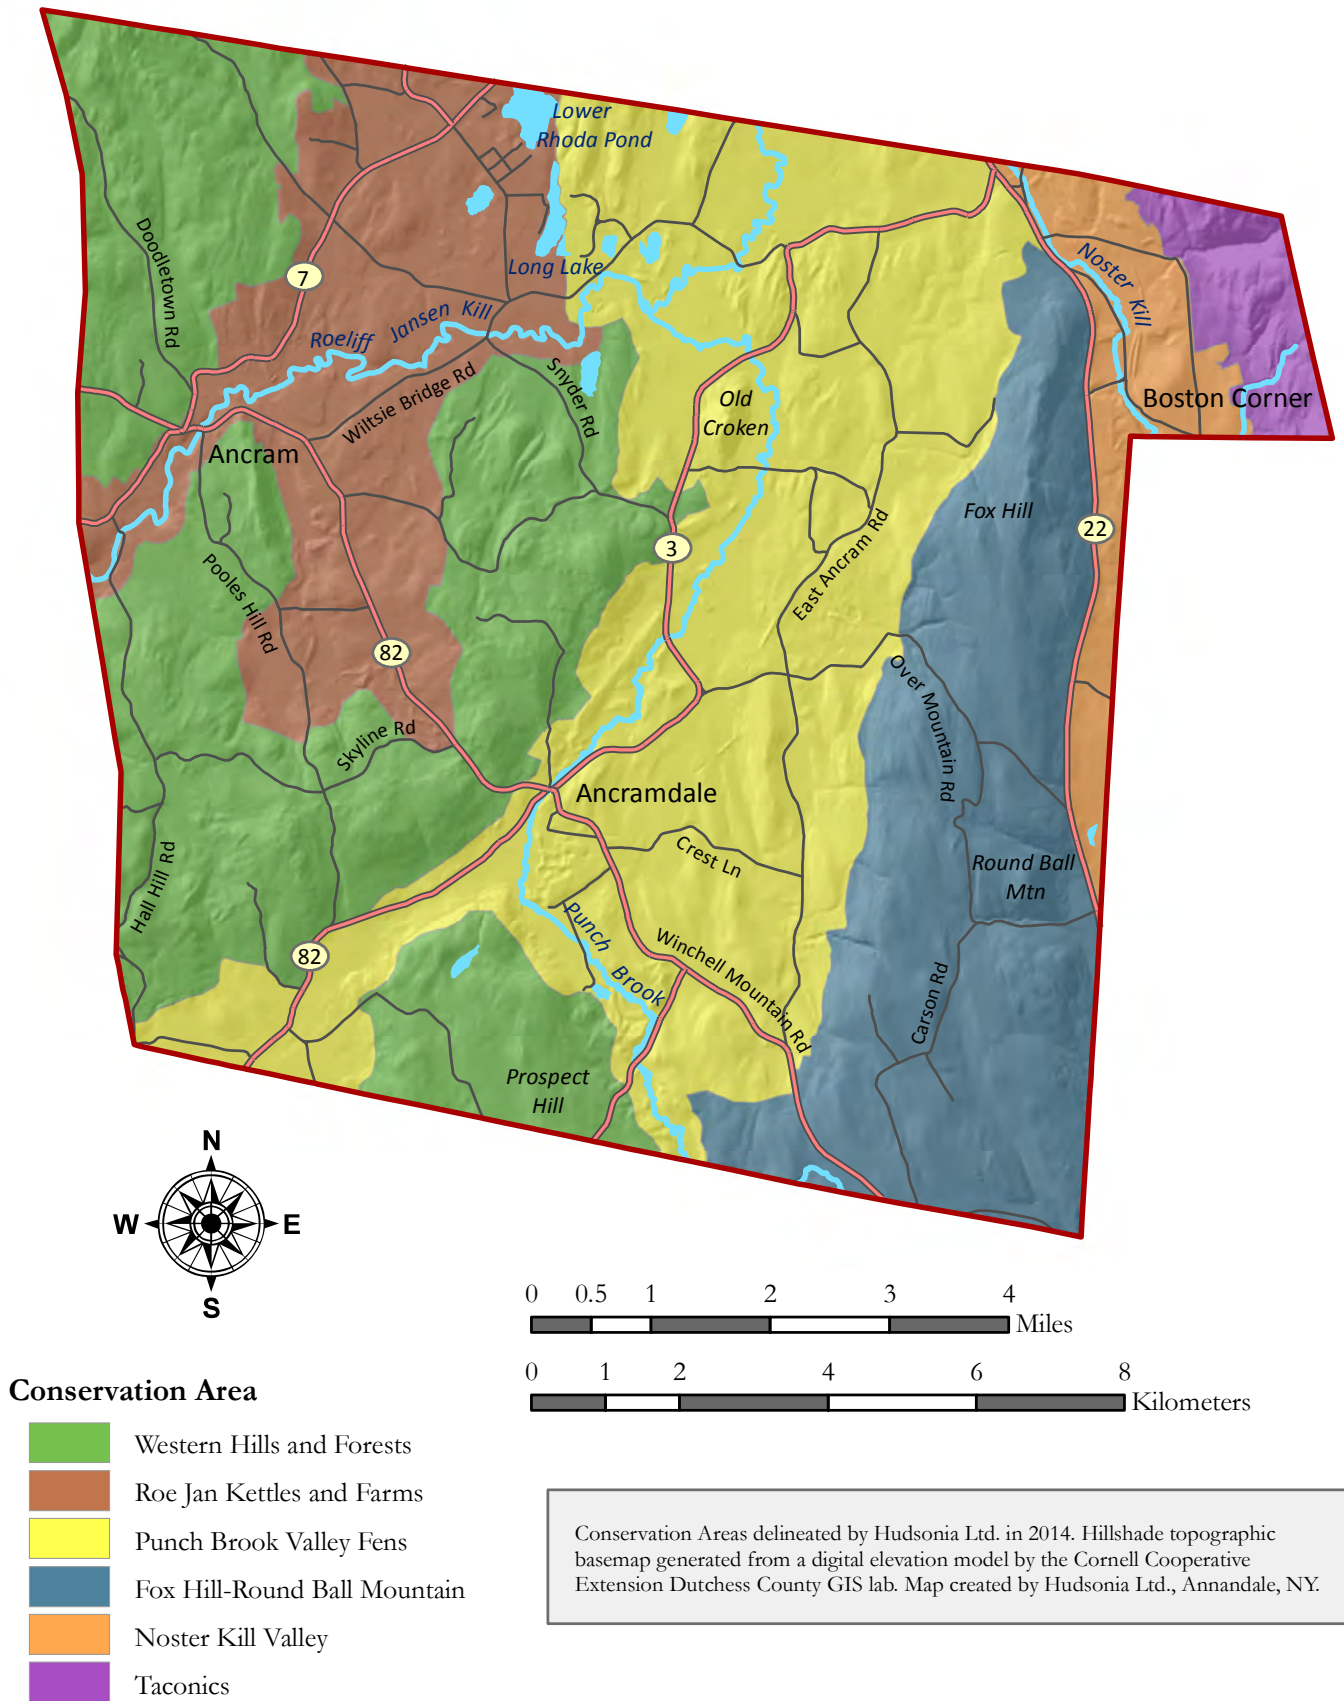 Lower
Rhoda Pond
Doodletown Rd
7
Long Lake
Noster Kill
Roeliff Jansen Kill
Wiltsie Bridge Rd
Snyder Rd
Old
Croken
Boston Corner
Ancram
Fox Hill
22
3
East Ancram Rd
Pooles Hill Rd
82
Over Mountain Rd
Skyline Rd
Ancramdale
Crest Ln
Round Ball
Mtn
Hall Hill Rd
Punch Brook
Winchell Mountain Rd
82
Carson Rd
Prospect
Hill
N
W
E
S
0 0.5 1 2 3 4
Miles
0 1 2 4 6 8
Kilometers
Conservation Area
Western Hills and Forests
Roe Jan Kettles and Farms
Punch Brook Valley Fens
Fox Hill-Round Ball Mountain
Noster Kill Valley
Taconics
Conservation Areas delineated by Hudsonia Ltd. in 2014. Hillshade topographic
basemap generated from a digital elevation model by the Cornell Cooperative
Extension Dutchess County GIS lab. Map created by Hudsonia Ltd., Annandale, NY.